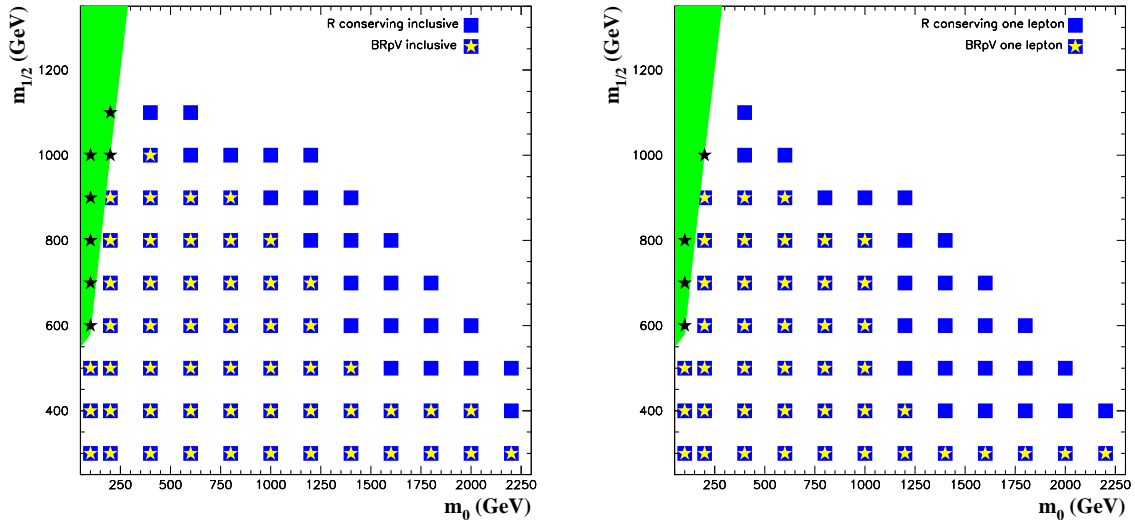 m1/2 (GeV)
R conserving inclusive
BRpV inclusive
1200
1000
800
600
400
250 500 750 1000 1250 1500 1750 2000 2250
m0 (GeV)
m1/2 (GeV)
R conserving one lepton
BRpV one lepton
1200
1000
800
600
400
250 500 750 1000 1250 1500 1750 2000 2250
m0 (GeV)